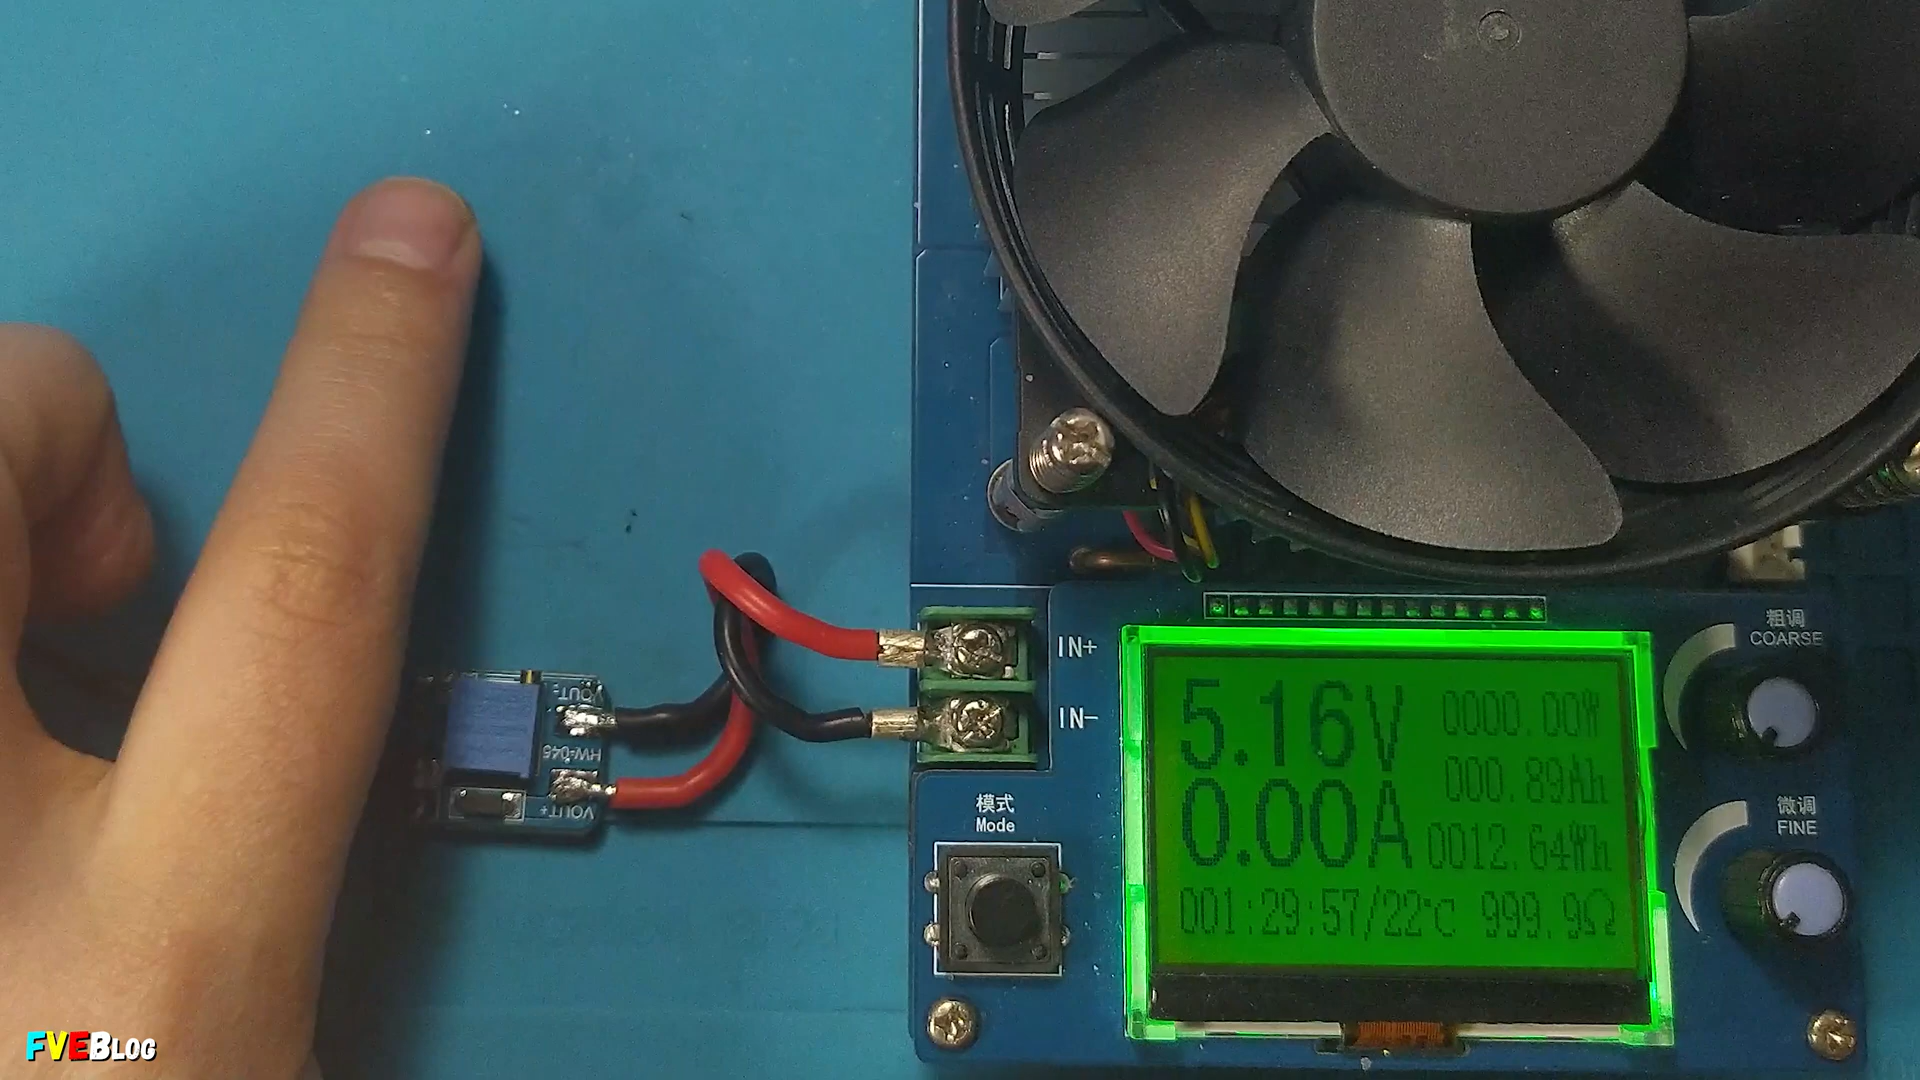 VOUT-
HW-045
VOUT+
IN+
IN-
模式
Mode
粗调
COARSE
微调
FINE
5.16V
0000.00W
000.89Ah
0.00A
0012.64Wh
001:29:57/22℃ 999.9Ω
FVEBLOG